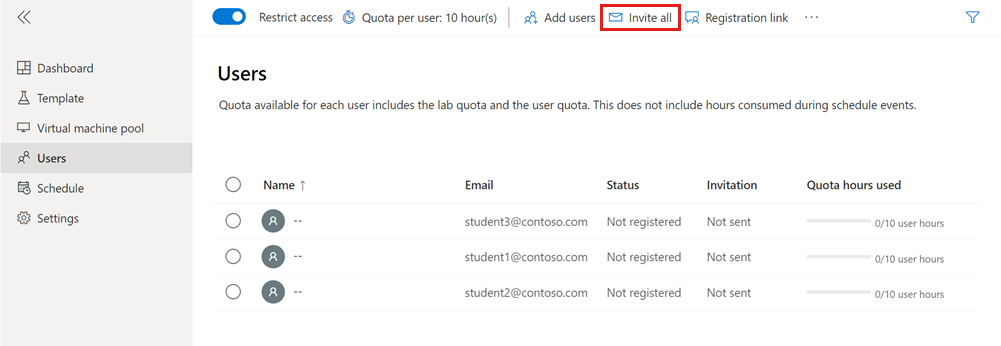 Restrict access Quota per user: 10 hour(s) Add users Invite all Registration link ...
Dashboard
Template
Virtual machine pool
Users
Schedule
Settings
Users
Quota available for each user includes the lab quota and the user quota. This does not include hours consumed during schedule events.
Name ↑ Email Status Invitation Quota hours used
-- student3@contoso.com Not registered Not sent 0/10 user hours
-- student1@contoso.com Not registered Not sent 0/10 user hours
-- student2@contoso.com Not registered Not sent 0/10 user hours